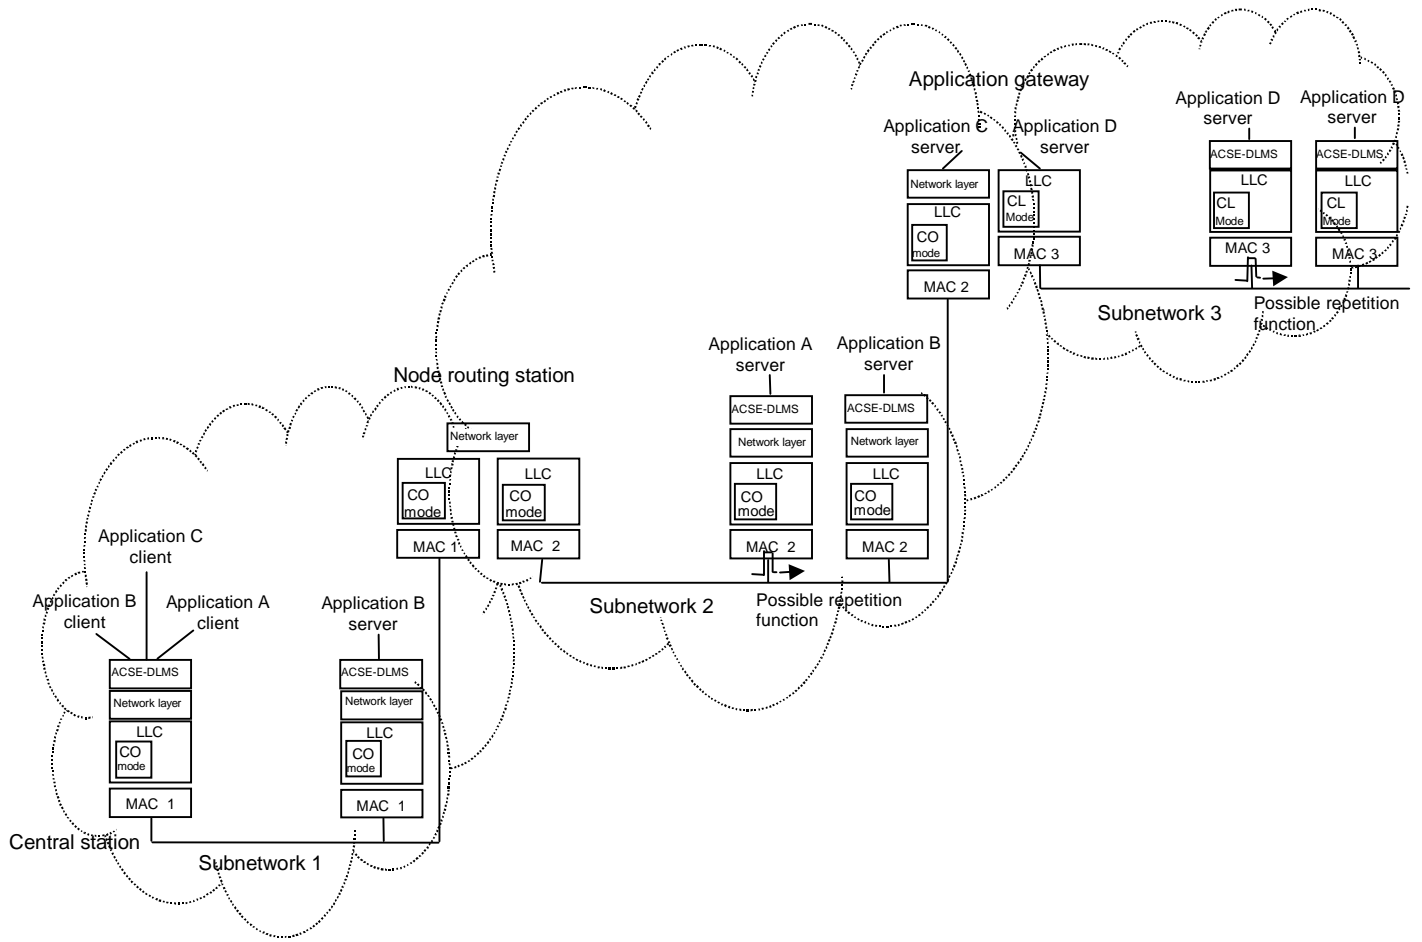 Application gateway
Application C
server
Application D
server
Network layer
LLC
CO
mode
MAC 2
LLC
CL
Mode
MAC 3
Application D
server
ACSE-DLMS
LLC
CL
Mode
MAC 3
Application D
server
ACSE-DLMS
LLC
CL
Mode
MAC 3
Subnetwork 3
Possible repetition
function
Node routing station
Network layer
LLC
CO
mode
MAC 1
LLC
CO
mode
MAC 2
Application A
server
ACSE-DLMS
Network layer
LLC
CO
mode
MAC 2
Application B
server
ACSE-DLMS
Network layer
LLC
CO
mode
MAC 2
Subnetwork 2
Possible repetition
function
Application C
client
Application B
client
Application A
client
ACSE-DLMS
Network layer
LLC
CO
mode
MAC 1
Application B
server
ACSE-DLMS
Network layer
LLC
CO
mode
MAC 1
Central station
Subnetwork 1